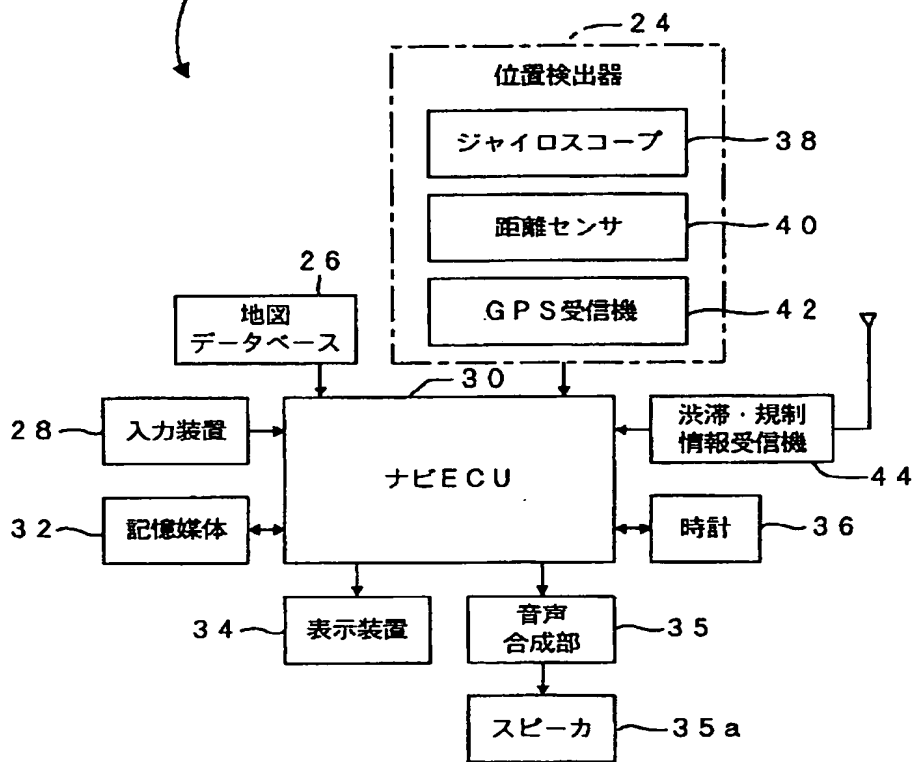 ２４
位置検出器
ジャイロスコープ
３８
距離センサ
４０
２６
地図
データベース
ＧＰＳ受信機
４２
３０
２８
入力装置
渋滞・規制
情報受信機
４４
ナビＥＣＵ
３２
記憶媒体
時計
３６
３４
表示装置
音声
合成部
３５
スピーカ
３５ａ